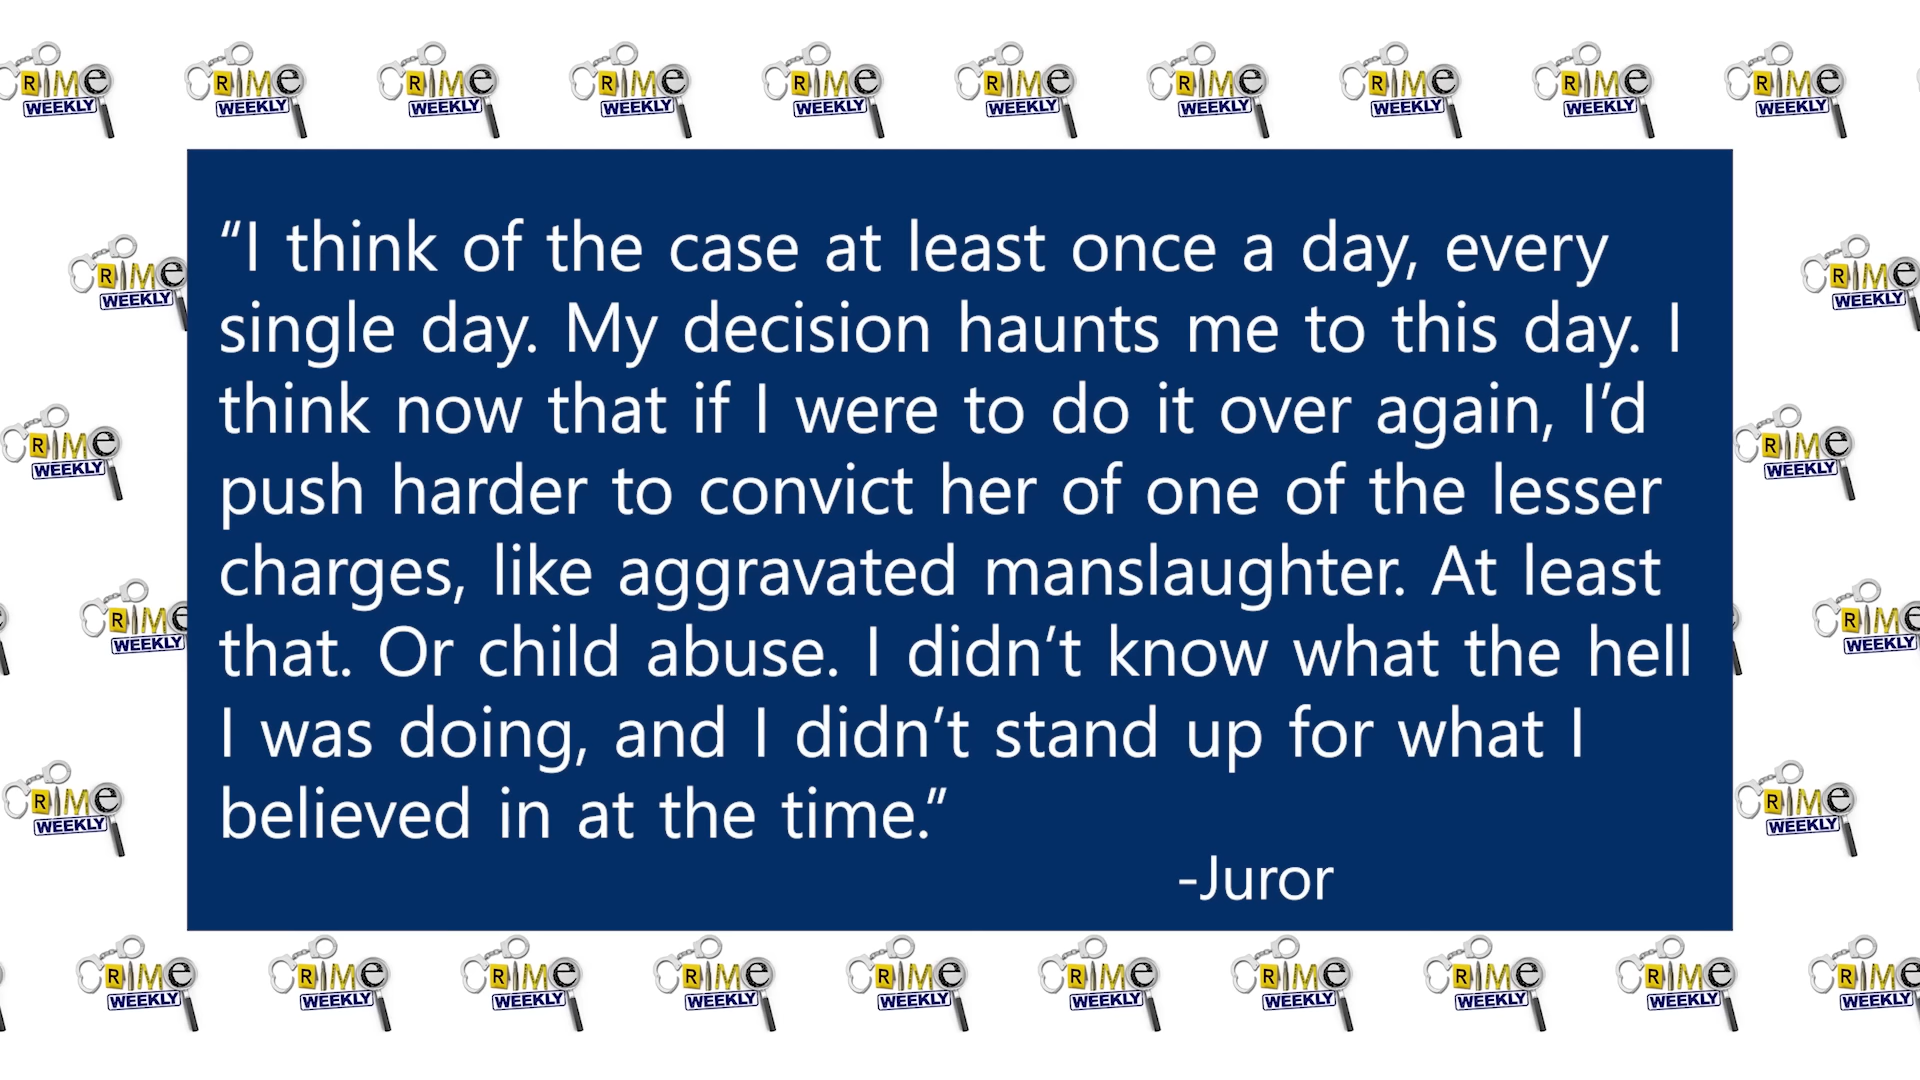 “I think of the case at least once a day, every
single day. My decision haunts me to this day. I
think now that if I were to do it over again, I’d
push harder to convict her of one of the lesser
charges, like aggravated manslaughter. At least
that. Or child abuse. I didn’t know what the hell
I was doing, and I didn’t stand up for what I
believed in at the time.”
-Juror
CRIME WEEKLY